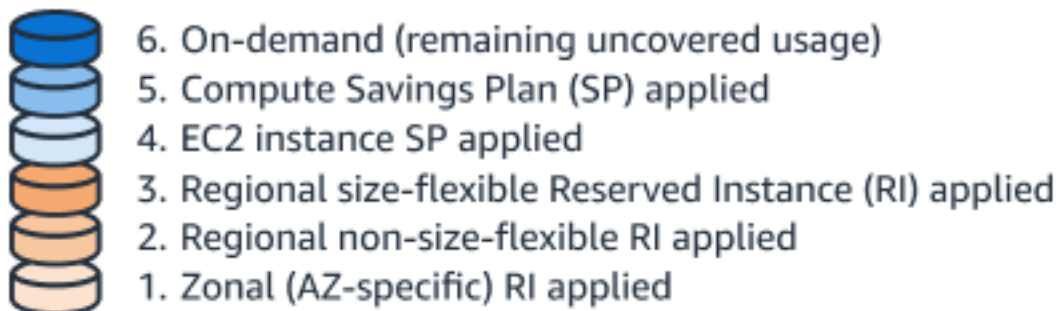 6. On-demand (remaining uncovered usage)
5. Compute Savings Plan (SP) applied
4. EC2 instance SP applied
3. Regional size-flexible Reserved Instance (RI) applied
2. Regional non-size-flexible RI applied
1. Zonal (AZ-specific) RI applied